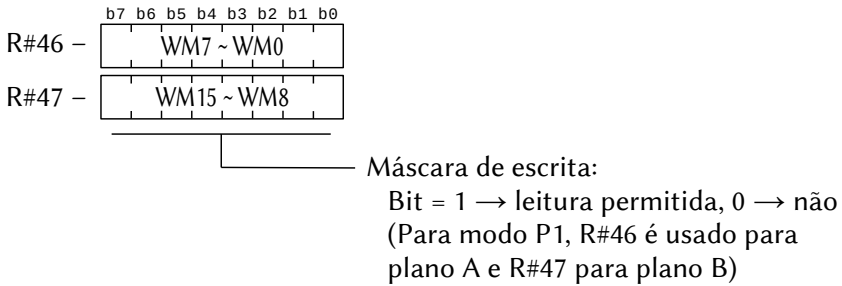 b7 b6 b5 b4 b3 b2 b1 b0
R#46 – WM7 ~ WM0
R#47 – WM15 ~ WM8
Máscara de escrita:
Bit = 1 → leitura permitida, 0 → não
(Para modo P1, R#46 é usado para
plano A e R#47 para plano B)